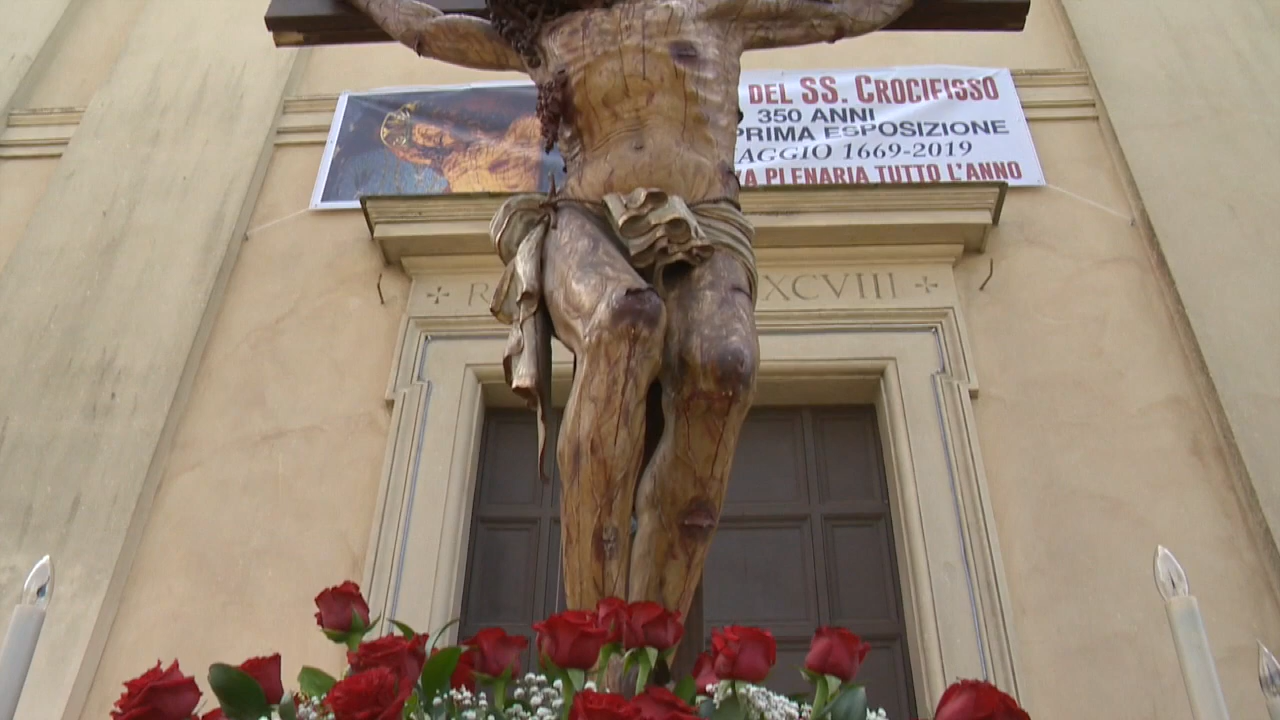 DEL SS. CROCIFISSO
350 ANNI
PRIMA ESPOSIZIONE
AGGIO 1669-2019
PLENARIA TUTTO L'ANNO
R XCVIII